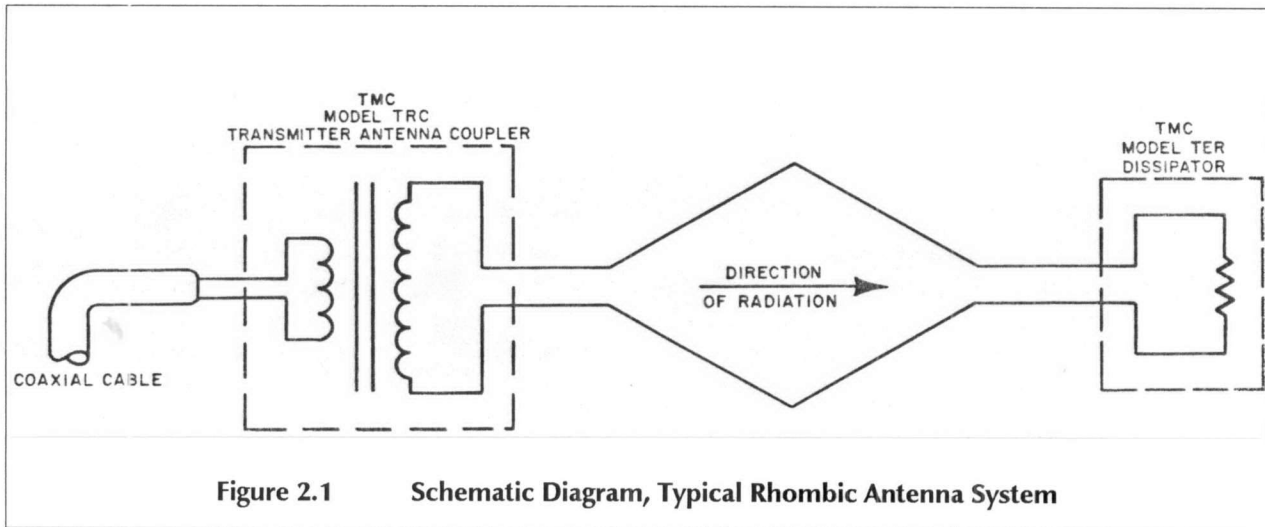 TMC
MODEL TRC
TRANSMITTER ANTENNA COUPLER
TMC
MODEL TER
DISSIPATOR
DIRECTION
OF RADIATION
COAXIAL CABLE
Figure 2.1 Schematic Diagram, Typical Rhombic Antenna System